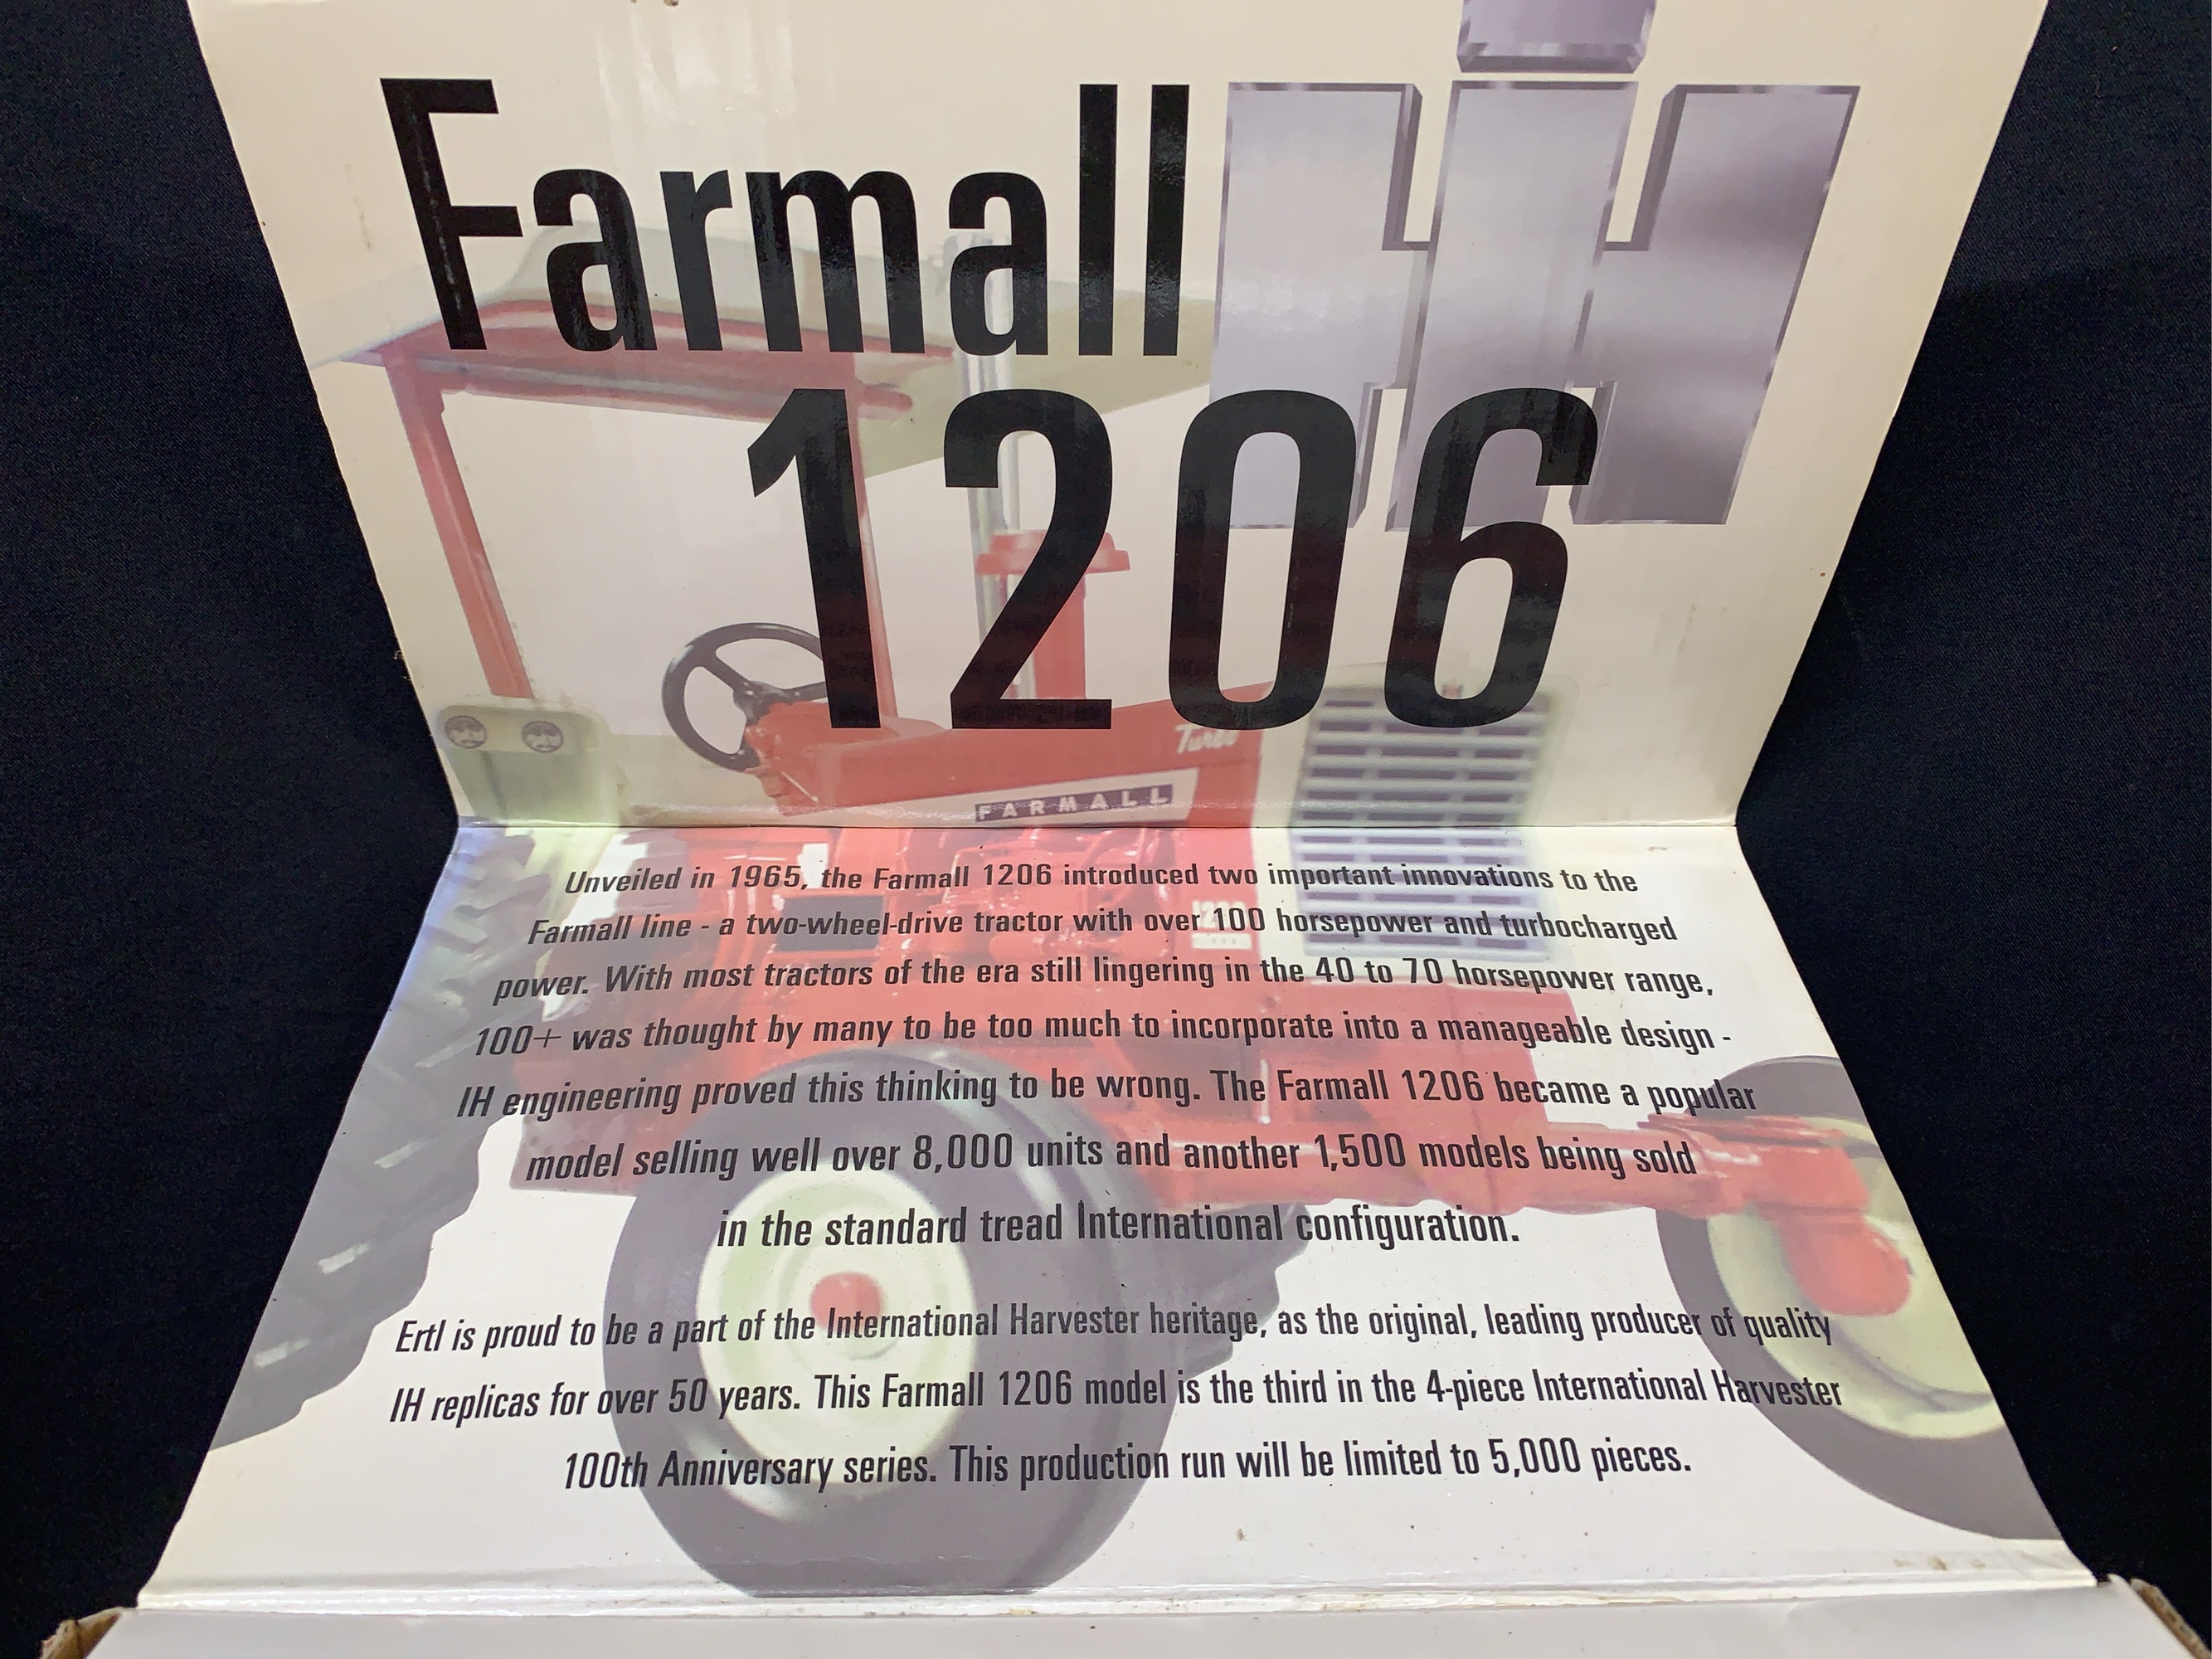 Farmall IH
1206
Turbo
FARMALL
Unveiled in 1965, the Farmall 1206 introduced two important innovations to the
Farmall line - a two-wheel-drive tractor with over 100 horsepower and turbocharged
power. With most tractors of the era still lingering in the 40 to 70 horsepower range,
100+ was thought by many to be too much to incorporate into a manageable design -
IH engineering proved this thinking to be wrong. The Farmall 1206 became a popular
model selling well over 8,000 units and another 1,500 models being sold
in the standard tread International configuration.
Ertl is proud to be a part of the International Harvester heritage, as the original, leading producer of quality
IH replicas for over 50 years. This Farmall 1206 model is the third in the 4-piece International Harvester
100th Anniversary series. This production run will be limited to 5,000 pieces.